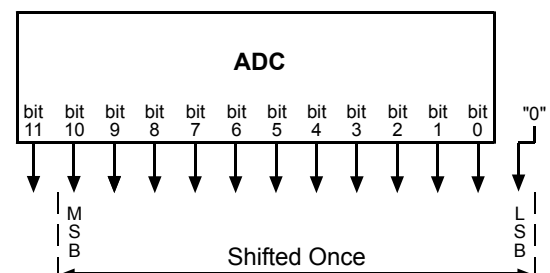 ADC
bit bit bit bit bit bit bit bit bit bit bit bit "0"
11 10 9 8 7 6 5 4 3 2 1 0
MSB LSB
Shifted Once